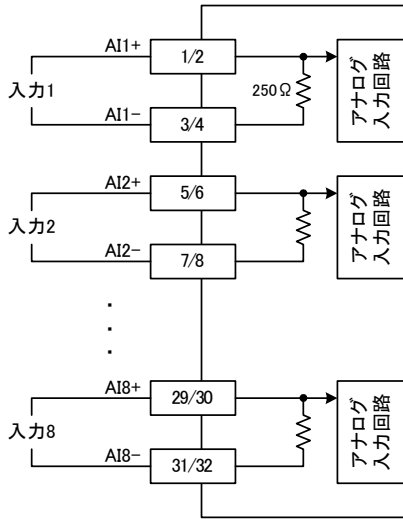 AI1+
1/2
入力1
250Ω
アナログ
入力回路
AI1-
3/4
AI2+
5/6
入力2
アナログ
入力回路
AI2-
7/8
・
・
・
AI8+
29/30
入力8
アナログ
入力回路
AI8-
31/32